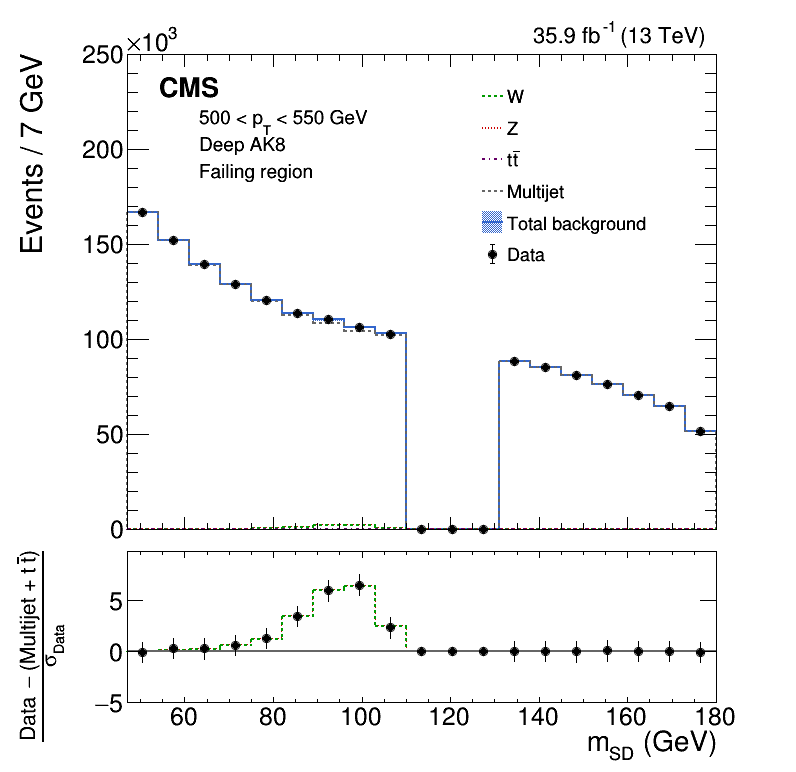 ×10³
35.9 fb⁻¹ (13 TeV)
CMS
500 < p_T < 550 GeV
Deep AK8
Failing region
W
Z
tt̄
Multijet
Total background
Data
Events / 7 GeV
250
200
150
100
50
0
Data − (Multijet + t t̄)
σ_Data
5
0
−5
60 80 100 120 140 160 180
m_SD (GeV)